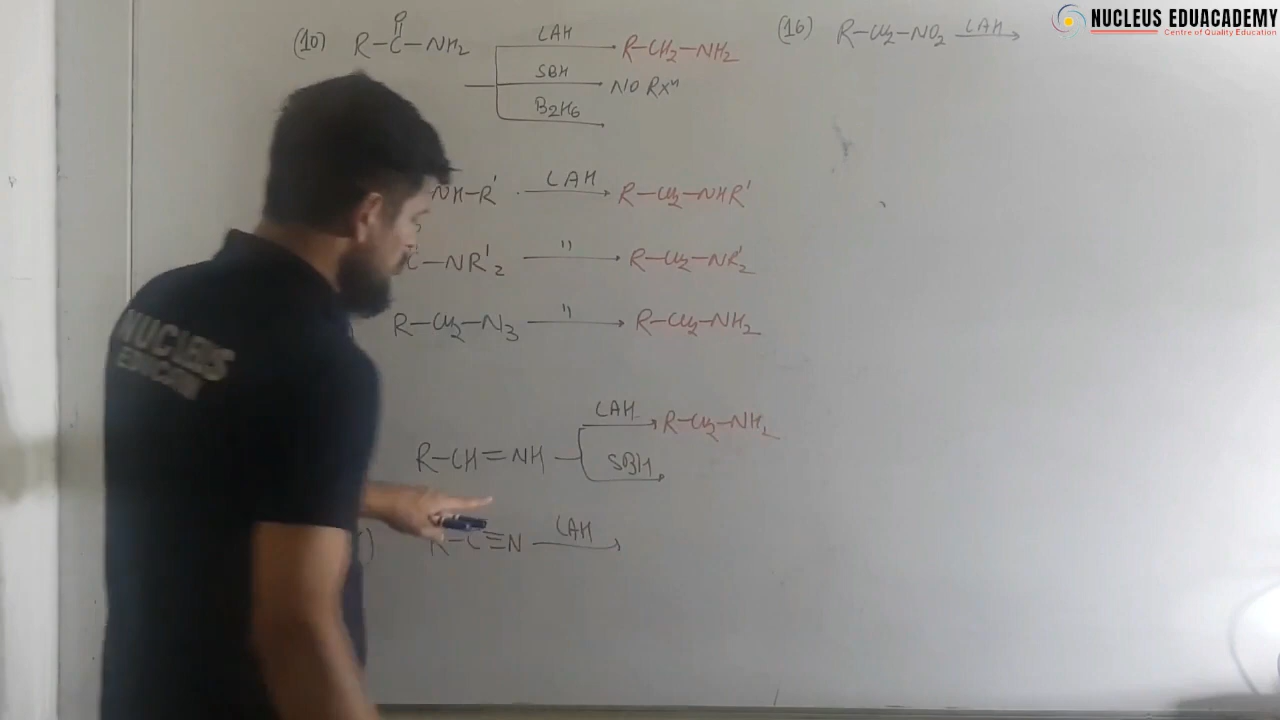 (10) R-C(=O)-NH₂ LAH → R-CH₂-NH₂
SBH → NO Rxⁿ
B₂H₆
NH-R' LAH → R-CH₂-NHR'
C-NR'₂ " → R-CH₂-NR'₂
R-CH₂-N₃ " → R-CH₂-NH₂
R-CH=NH LAH → R-CH₂-NH₂
SBH →
R-C≡N LAH →
(16) R-CH₂-NO₂ LAH →
NUCLEUS EDUACADEMY
Centre of Quality Education
NUCLEUS
EDUCATION